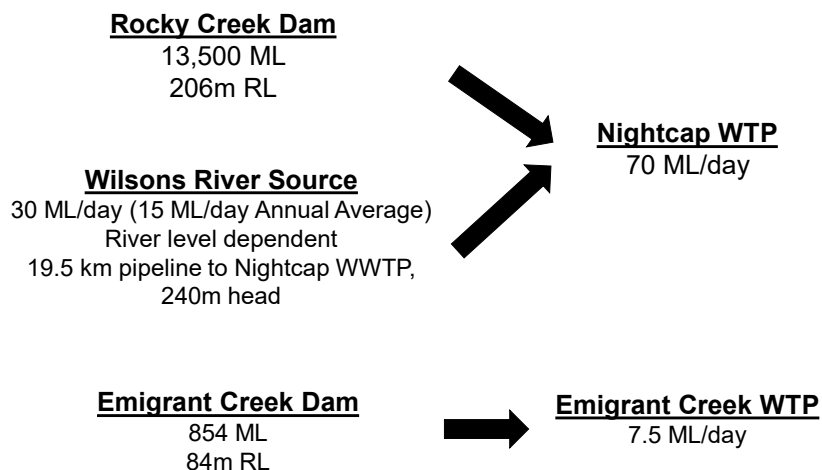 Rocky Creek Dam
13,500 ML
206m RL
Wilsons River Source
30 ML/day (15 ML/day Annual Average)
River level dependent
19.5 km pipeline to Nightcap WWTP,
240m head
Nightcap WTP
70 ML/day
Emigrant Creek Dam
854 ML
84m RL
Emigrant Creek WTP
7.5 ML/day